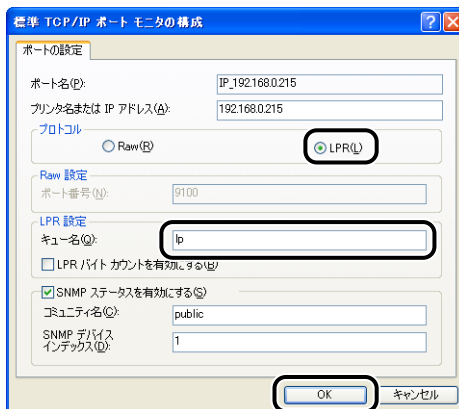 標準 TCP/IP ポート モニタの構成
ポートの設定
ポート名(P): IP_192.168.0.215
プリンタ名または IP アドレス(A): 192.168.0.215
プロトコル
Raw(R) LPR(L)
Raw 設定
ポート番号(N): 9100
LPR 設定
キュー名(Q): lp
LPR バイト カウントを有効にする(B)
SNMP ステータスを有効にする(S)
コミュニティ名(C): public
SNMP デバイス
インデックス(D): 1
OK キャンセル